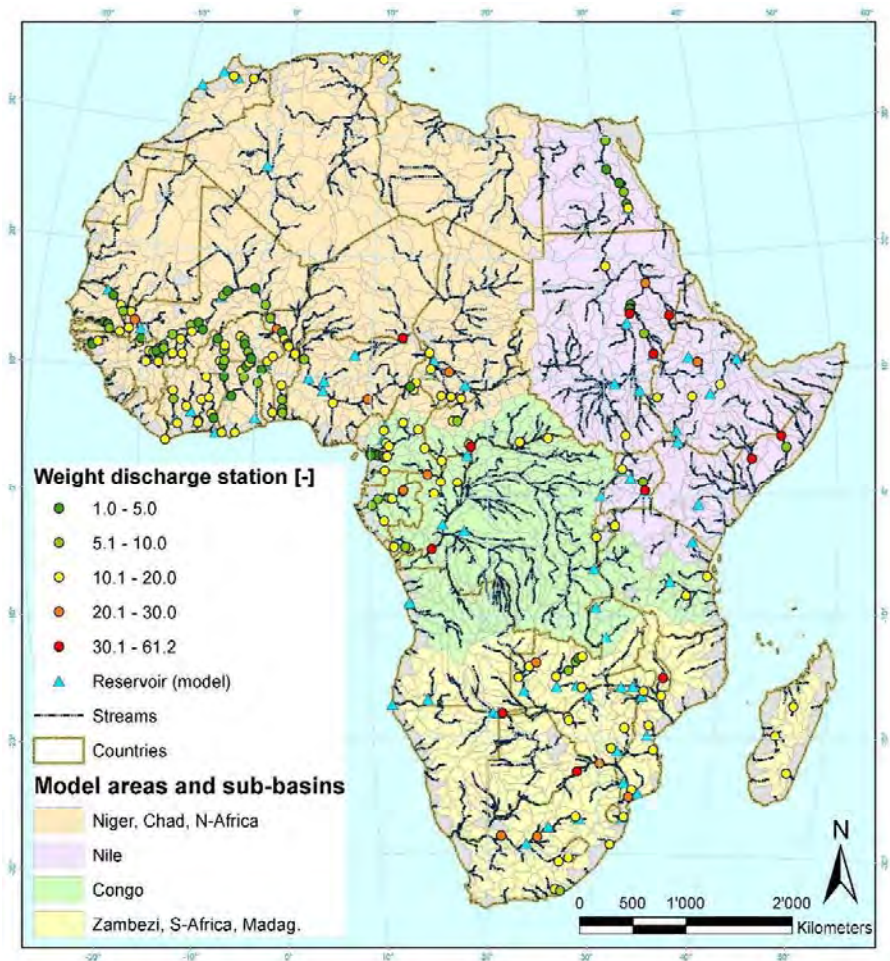 Weight discharge station [-]
1.0 - 5.0
5.1 - 10.0
10.1 - 20.0
20.1 - 30.0
30.1 - 61.2
Reservoir (model)
Streams
Countries
Model areas and sub-basins
Niger, Chad, N-Africa
Nile
Congo
Zambezi, S-Africa, Madag.
N
0 500 1'000 2'000
Kilometers